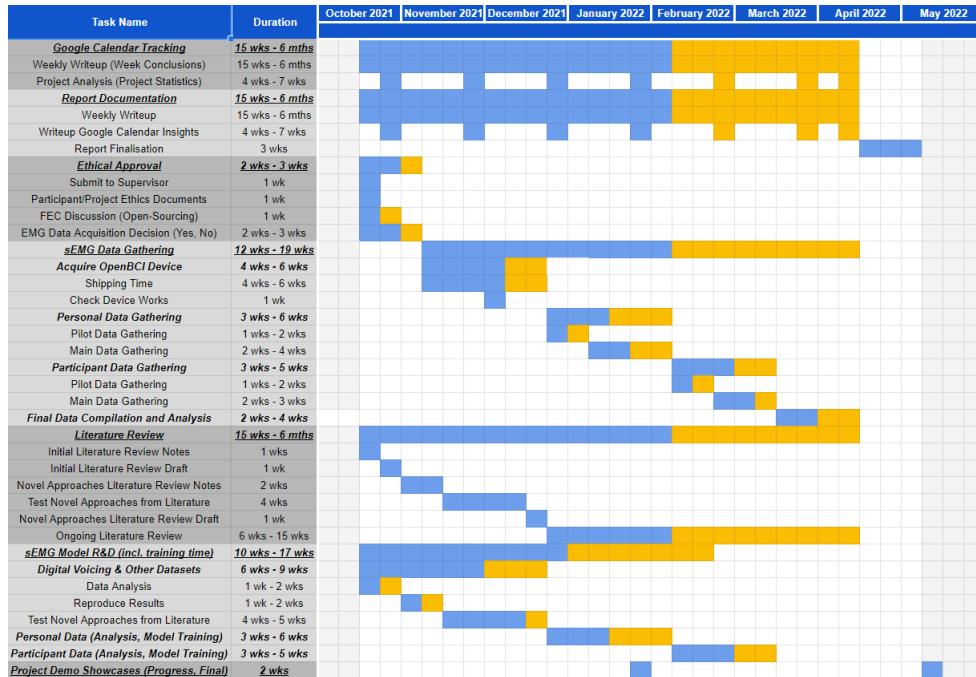 Task Name Duration October 2021 November 2021 December 2021 January 2022 February 2022 March 2022 April 2022 May 2022
Google Calendar Tracking 15 wks - 6 mths
Weekly Writeup (Week Conclusions) 15 wks - 6 mths
Project Analysis (Project Statistics) 4 wks - 7 wks
Report Documentation 15 wks - 6 mths
Weekly Writeup 15 wks - 6 mths
Writeup Google Calendar Insights 4 wks - 7 wks
Report Finalisation 3 wks
Ethical Approval 2 wks - 3 wks
Submit to Supervisor 1 wk
Participant/Project Ethics Documents 1 wk
FEC Discussion (Open-Sourcing) 1 wk
EMG Data Acquisition Decision (Yes, No) 2 wks - 3 wks
sEMG Data Gathering 12 wks - 19 wks
Acquire OpenBCI Device 4 wks - 6 wks
Shipping Time 4 wks - 6 wks
Check Device Works 1 wk
Personal Data Gathering 3 wks - 6 wks
Pilot Data Gathering 1 wks - 2 wks
Main Data Gathering 2 wks - 4 wks
Participant Data Gathering 3 wks - 5 wks
Pilot Data Gathering 1 wks - 2 wks
Main Data Gathering 2 wks - 3 wks
Final Data Compilation and Analysis 2 wks - 4 wks
Literature Review 15 wks - 6 mths
Initial Literature Review Notes 1 wks
Initial Literature Review Draft 1 wk
Novel Approaches Literature Review Notes 2 wks
Test Novel Approaches from Literature 4 wks
Novel Approaches Literature Review Draft 1 wk
Ongoing Literature Review 6 wks - 15 wks
sEMG Model R&D (incl. training time) 10 wks - 17 wks
Digital Voicing & Other Datasets 6 wks - 9 wks
Data Analysis 1 wk - 2 wks
Reproduce Results 1 wk - 2 wks
Test Novel Approaches from Literature 4 wks - 5 wks
Personal Data (Analysis, Model Training) 3 wks - 6 wks
Participant Data (Analysis, Model Training) 3 wks - 5 wks
Project Demo Showcases (Progress, Final) 2 wks